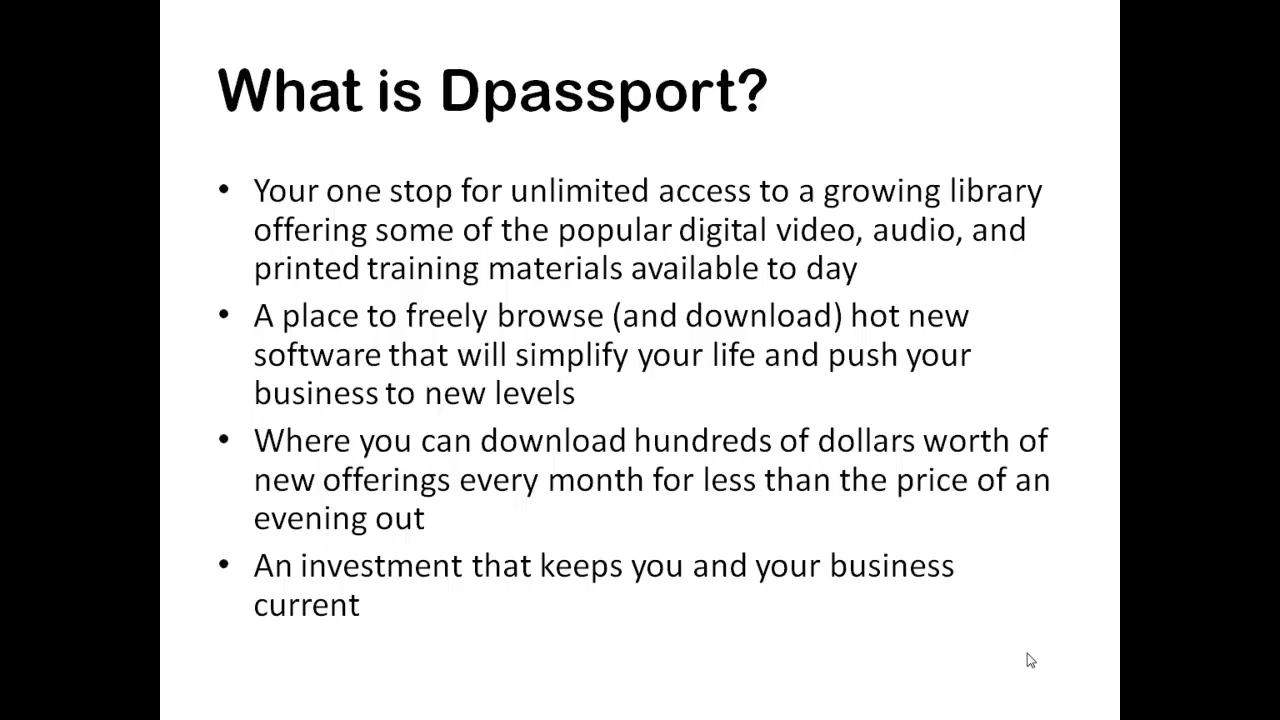 What is Dpassport?
• Your one stop for unlimited access to a growing library
offering some of the popular digital video, audio, and
printed training materials available to day
• A place to freely browse (and download) hot new
software that will simplify your life and push your
business to new levels
• Where you can download hundreds of dollars worth of
new offerings every month for less than the price of an
evening out
• An investment that keeps you and your business
current